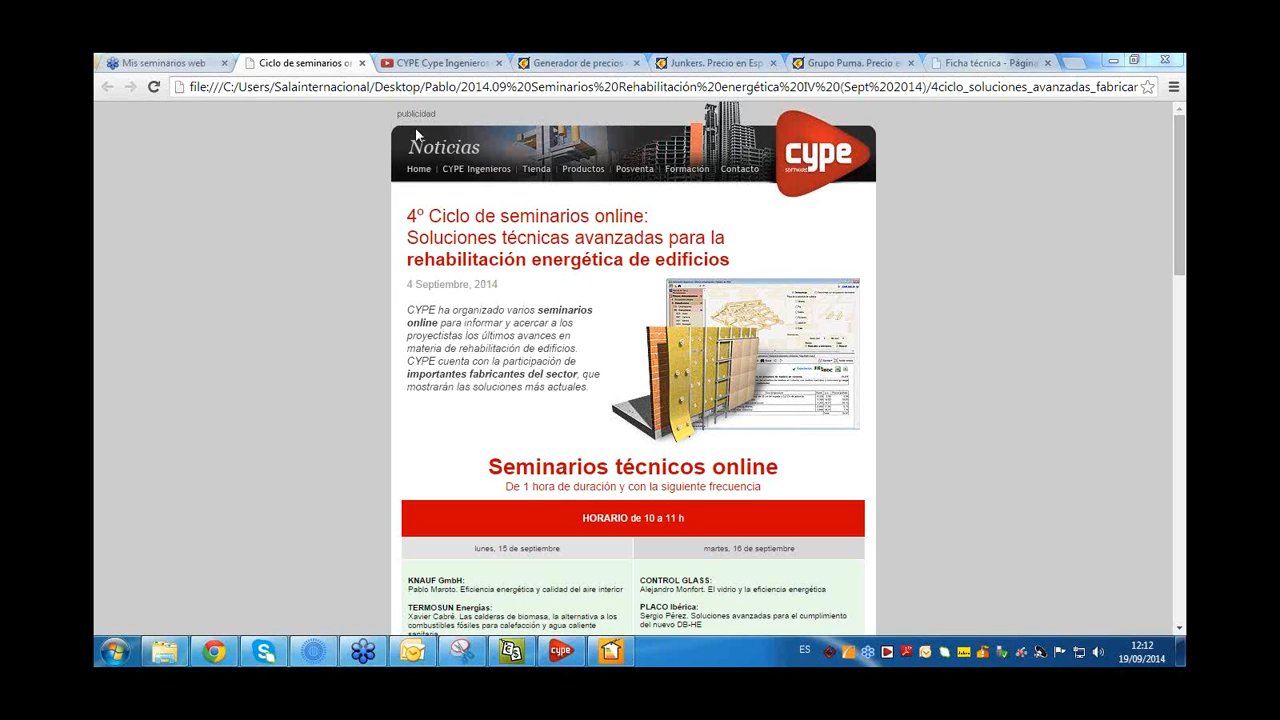 Mis seminarios web
Ciclo de seminarios or
CYPE Cype Ingenieros
Generador de precios
Junkers. Precio en Esp
Grupo Puma. Precio e
Ficha técnica - Página
file:///C:/Users/Salainternacional/Desktop/Pablo/2014.09%20Seminarios%20Rehabilitación%20energética%20IV%20(Sept%202014)/4ciclo_soluciones_avanzadas_fabricar
publicidad
Noticias
cype
SOFTWARE
Home | CYPE Ingenieros | Tienda | Productos | Posventa | Formación | Contacto
4º Ciclo de seminarios online:
Soluciones técnicas avanzadas para la
rehabilitación energética de edificios
4 Septiembre, 2014
CYPE ha organizado varios seminarios
online para informar y acercar a los
proyectistas los últimos avances en
materia de rehabilitación de edificios.
CYPE cuenta con la participación de
importantes fabricantes del sector, que
mostrarán las soluciones más actuales.
Seminarios técnicos online
De 1 hora de duración y con la siguiente frecuencia
HORARIO de 10 a 11 h
lunes, 15 de septiembre
martes, 16 de septiembre
KNAUF GmbH:
Pablo Maroto. Eficiencia energética y calidad del aire interior
TERMOSUN Energías:
Xavier Cabré. Las calderas de biomasa, la alternativa a los
combustibles fósiles para calefacción y agua caliente
sanitaria
CONTROL GLASS:
Alejandro Monfort. El vidrio y la eficiencia energética
PLACO Ibérica:
Sergio Pérez. Soluciones avanzadas para el cumplimiento
del nuevo DB-HE
cype
ES
12:12
19/09/2014